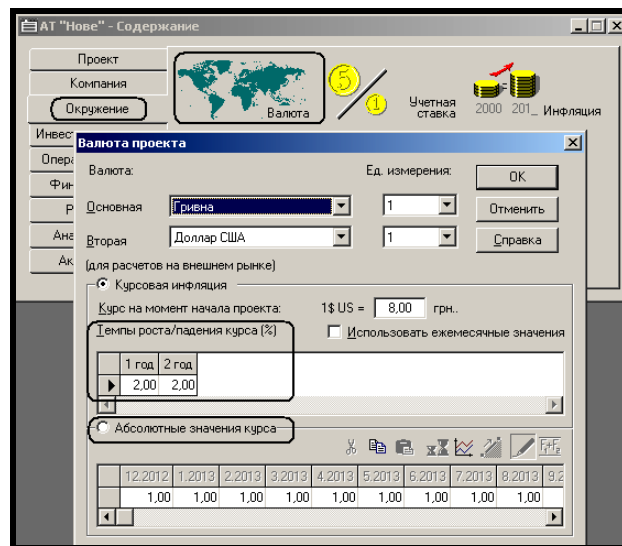 АТ "Нове" - Содержание
Проект
Компания
Окружение
Валюта
5
1
Учетная
ставка
2000 201_ Инфляция
Инвес
Опера
Фин
Р
Ана
Ак
Валюта проекта
Валюта: Ед. измерения: OK
Основная Гривна 1 Отменить
Вторая Доллар США 1 Справка
(для расчетов на внешнем рынке)
Курсовая инфляция
Курс на момент начала проекта: 1$ US = 8,00 грн..
Темпы роста/падения курса (%) Использовать ежемесячные значения
1 год 2 год
2,00 2,00
Абсолютные значения курса
12.2012 1.2013 2.2013 3.2013 4.2013 5.2013 6.2013 7.2013 8.2013 9.2
1,00 1,00 1,00 1,00 1,00 1,00 1,00 1,00 1,00